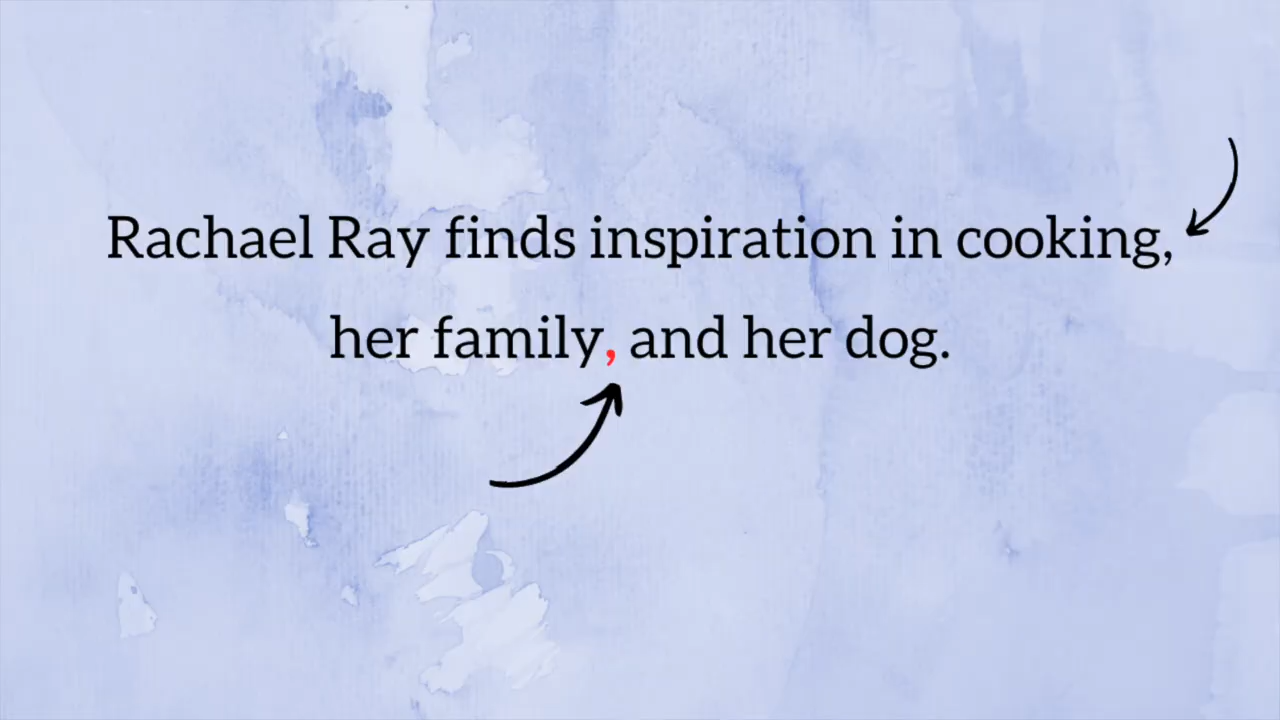 Rachael Ray finds inspiration in cooking,
her family, and her dog.